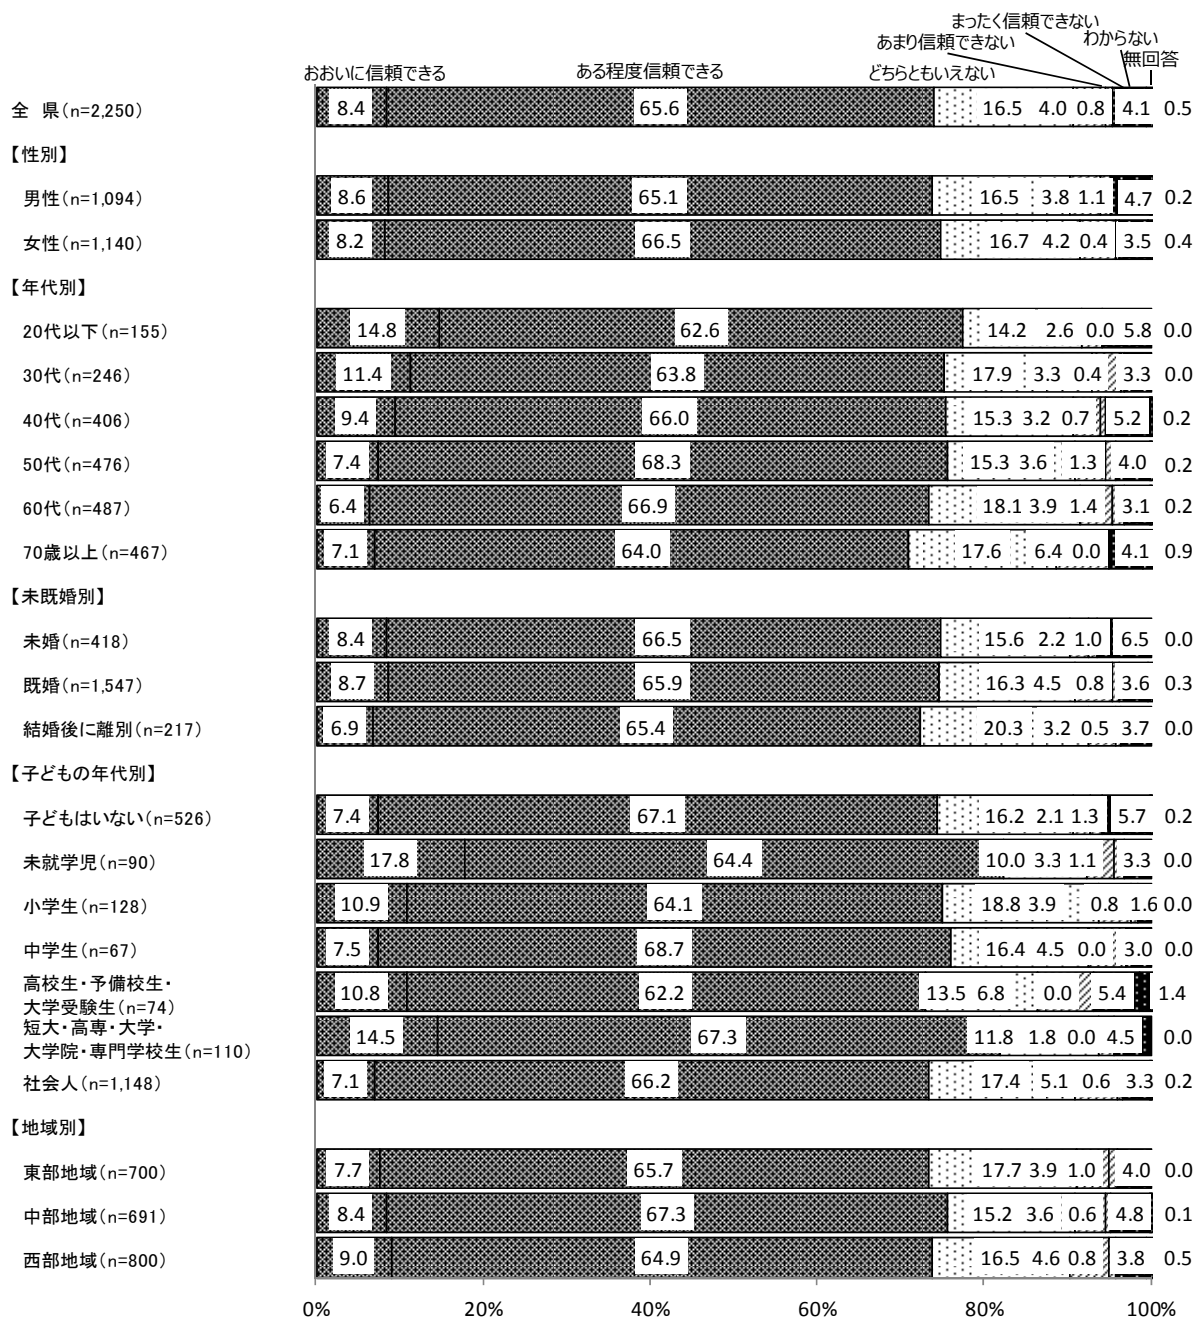 まったく信頼できない
あまり信頼できない わからない
おおいに信頼できる ある程度信頼できる どちらともいえない 無回答
全 県(n=2,250) 8.4 65.6 16.5 4.0 0.8 4.1 0.5
【性別】
男性(n=1,094) 8.6 65.1 16.5 3.8 1.1 4.7 0.2
女性(n=1,140) 8.2 66.5 16.7 4.2 0.4 3.5 0.4
【年代別】
20代以下(n=155) 14.8 62.6 14.2 2.6 0.0 5.8 0.0
30代(n=246) 11.4 63.8 17.9 3.3 0.4 3.3 0.0
40代(n=406) 9.4 66.0 15.3 3.2 0.7 5.2 0.2
50代(n=476) 7.4 68.3 15.3 3.6 1.3 4.0 0.2
60代(n=487) 6.4 66.9 18.1 3.9 1.4 3.1 0.2
70歳以上(n=467) 7.1 64.0 17.6 6.4 0.0 4.1 0.9
【未既婚別】
未婚(n=418) 8.4 66.5 15.6 2.2 1.0 6.5 0.0
既婚(n=1,547) 8.7 65.9 16.3 4.5 0.8 3.6 0.3
結婚後に離別(n=217) 6.9 65.4 20.3 3.2 0.5 3.7 0.0
【子どもの年代別】
子どもはいない(n=526) 7.4 67.1 16.2 2.1 1.3 5.7 0.2
未就学児(n=90) 17.8 64.4 10.0 3.3 1.1 3.3 0.0
小学生(n=128) 10.9 64.1 18.8 3.9 0.8 1.6 0.0
中学生(n=67) 7.5 68.7 16.4 4.5 0.0 3.0 0.0
高校生・予備校生・
大学受験生(n=74) 10.8 62.2 13.5 6.8 0.0 5.4 1.4
短大・高専・大学・
大学院・専門学校生(n=110) 14.5 67.3 11.8 1.8 0.0 4.5 0.0
社会人(n=1,148) 7.1 66.2 17.4 5.1 0.6 3.3 0.2
【地域別】
東部地域(n=700) 7.7 65.7 17.7 3.9 1.0 4.0 0.0
中部地域(n=691) 8.4 67.3 15.2 3.6 0.6 4.8 0.1
西部地域(n=800) 9.0 64.9 16.5 4.6 0.8 3.8 0.5
0% 20% 40% 60% 80% 100%